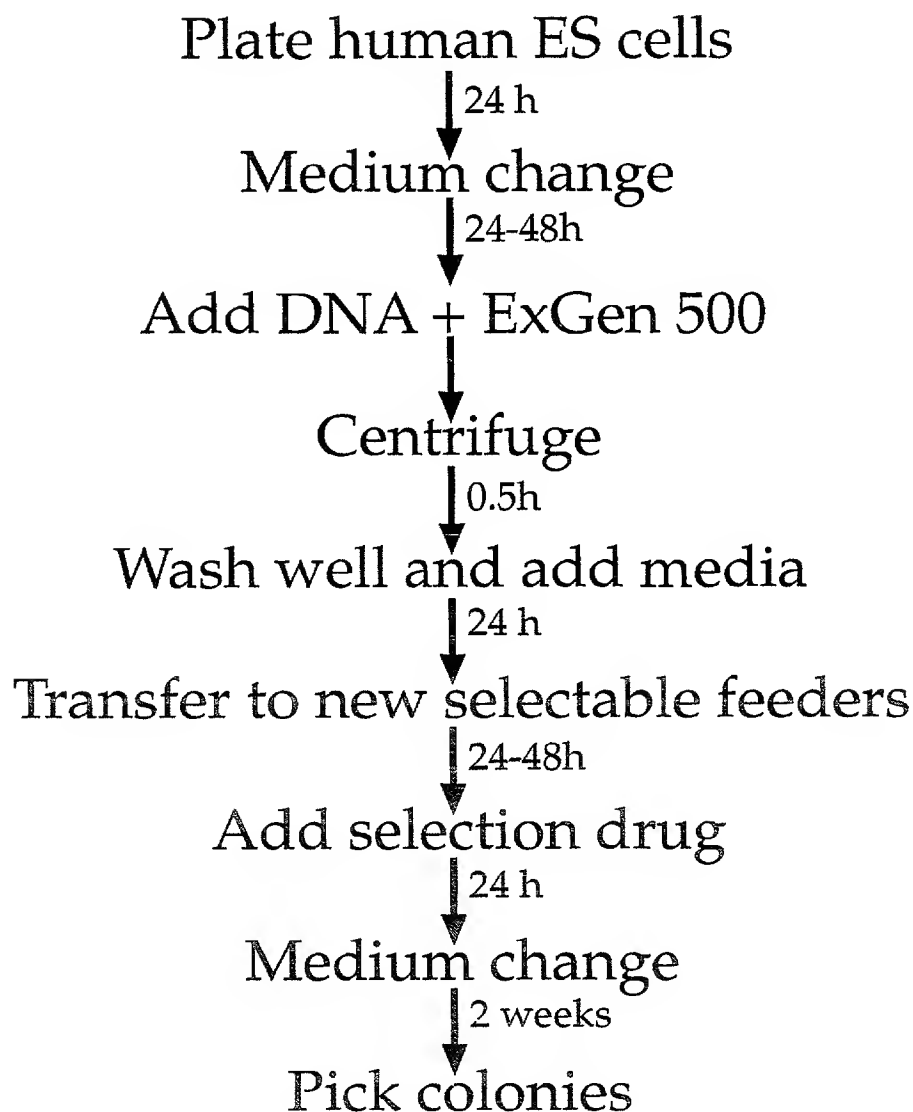 Plate human ES cells
24 h
Medium change
24-48h
Add DNA + ExGen 500
Centrifuge
0.5h
Wash well and add media
24 h
Transfer to new selectable feeders
24-48h
Add selection drug
24 h
Medium change
2 weeks
Pick colonies